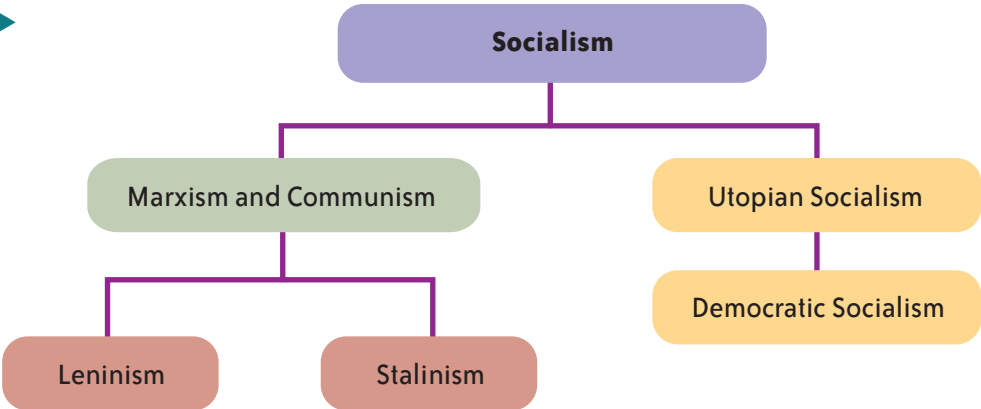 Socialism
Marxism and Communism
Utopian Socialism
Democratic Socialism
Leninism
Stalinism